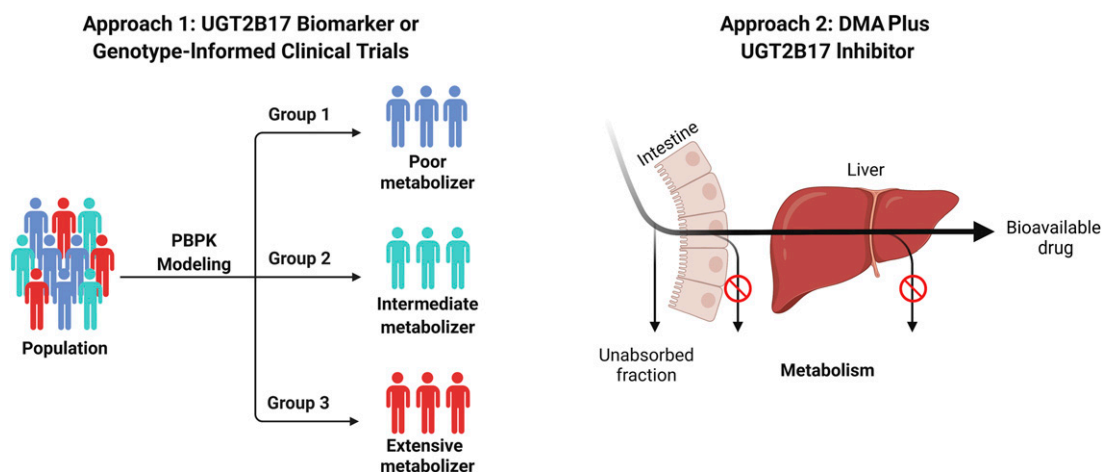 Approach 1: UGT2B17 Biomarker or
Genotype-Informed Clinical Trials
Group 1
Poor
metabolizer
PBPK
Modeling
Group 2
Intermediate
metabolizer
Population
Group 3
Extensive
metabolizer
Approach 2: DMA Plus
UGT2B17 Inhibitor
Intestine
Liver
Bioavailable
drug
Unabsorbed
fraction
Metabolism